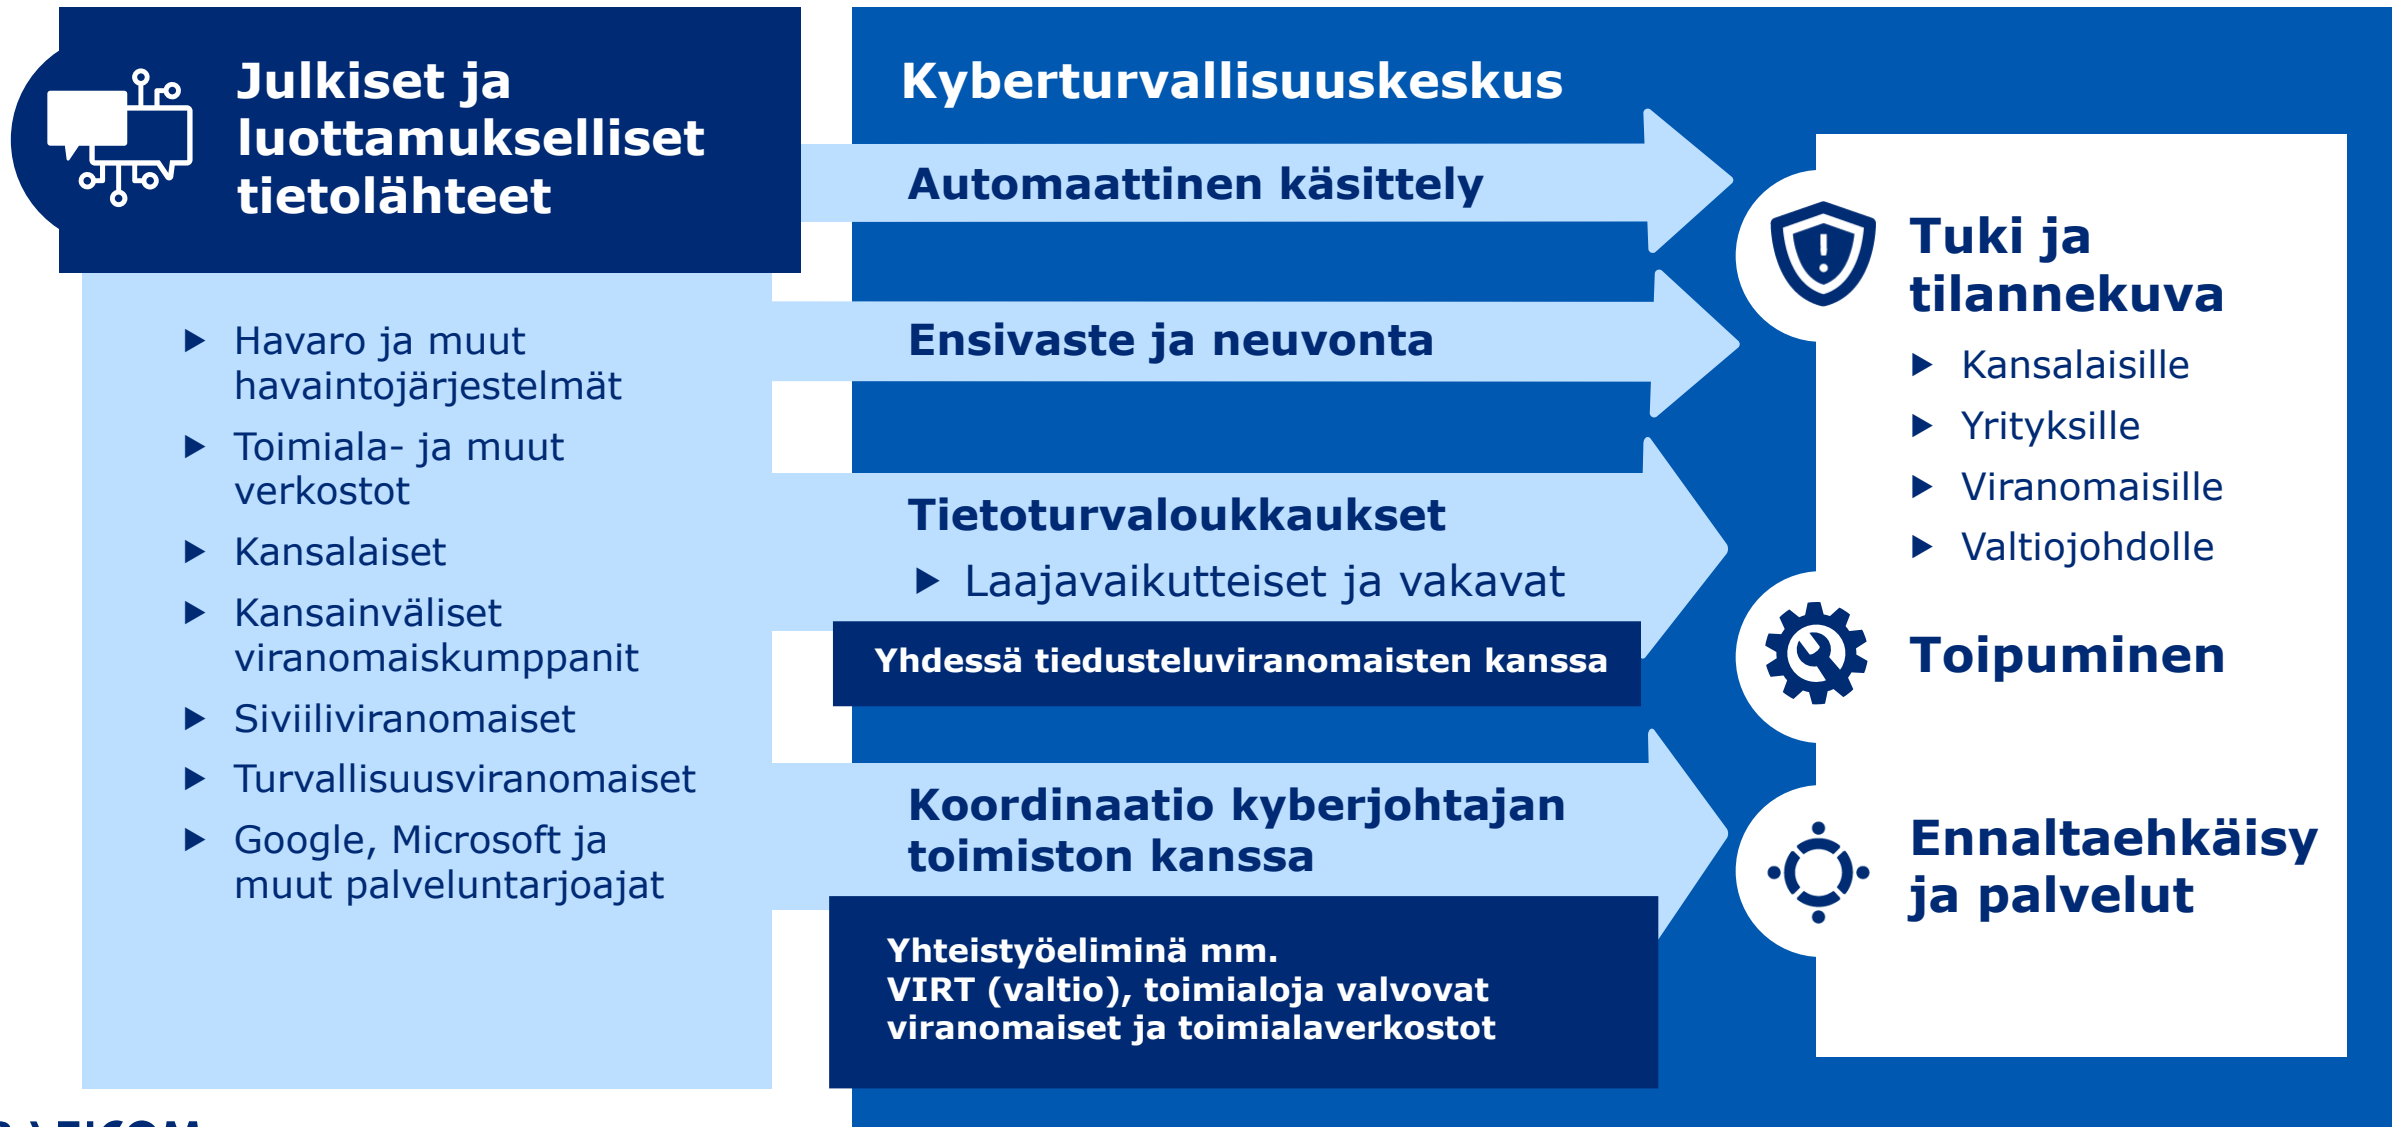 Julkiset ja
luottamukselliset
tietolähteet
Havaro ja muut
havaintojärjestelmät
Toimiala- ja muut
verkostot
Kansalaiset
Kansainväliset
viranomaiskumppanit
Siviiliviranomaiset
Turvallisuusviranomaiset
Google, Microsoft ja
muut palveluntarjoajat
Kyberturvallisuuskeskus
Automaattinen käsittely
Ensivaste ja neuvonta
Tietoturvaloukkaukset
Laajavaikutteiset ja vakavat
Yhdessä tiedusteluviranomaisten kanssa
Koordinaatio kyberjohtajan
toimiston kanssa
Yhteistyöeliminä mm.
VIRT (valtio), toimialoja valvovat
viranomaiset ja toimialaverkostot
Tuki ja
tilannekuva
Kansalaisille
Yrityksille
Viranomaisille
Valtiojohdolle
Toipuminen
Ennaltaehkäisy
ja palvelut